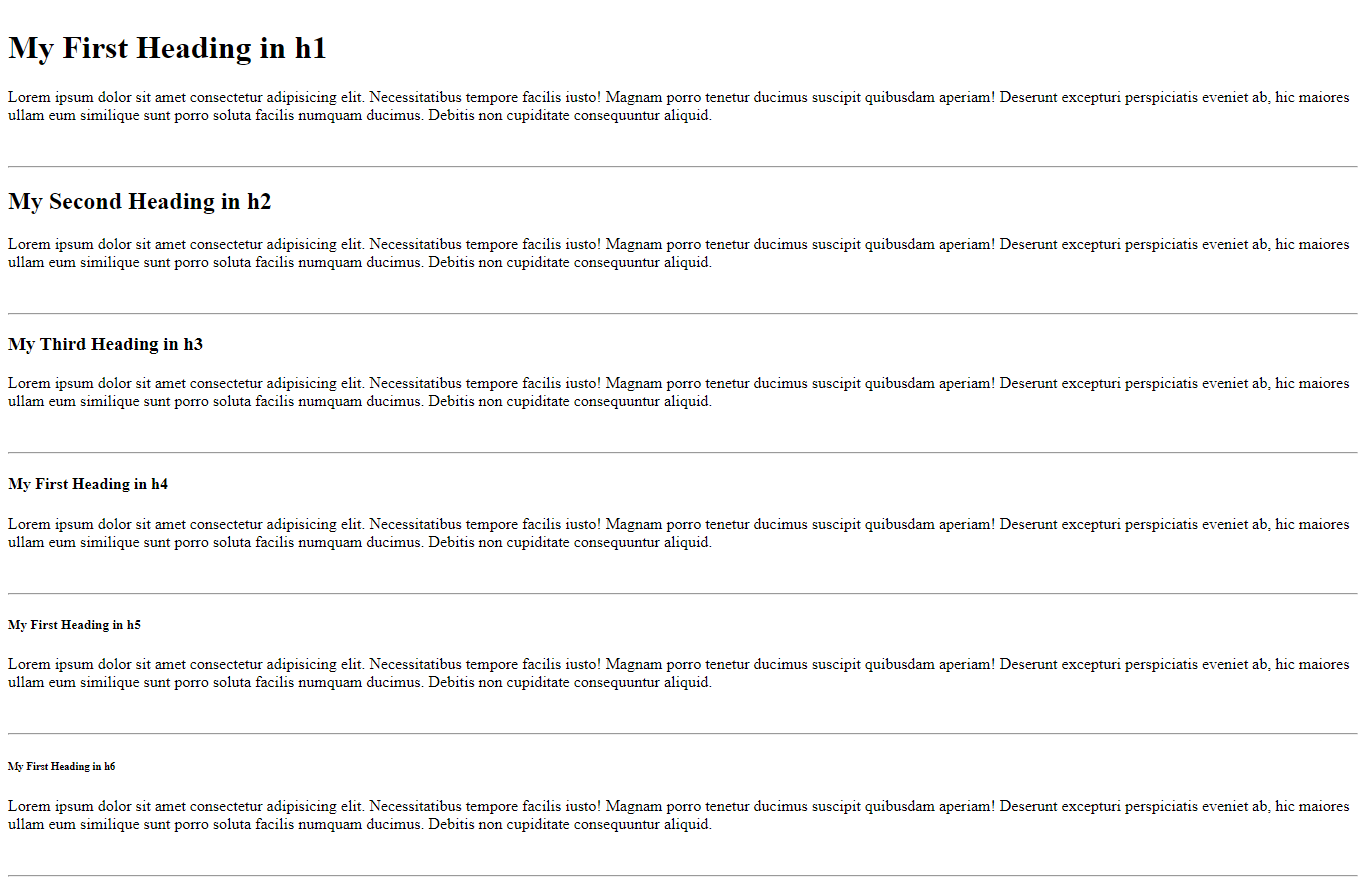 My First Heading in h1
Lorem ipsum dolor sit amet consectetur adipisicing elit. Necessitatibus tempore facilis iusto! Magnam porro tenetur ducimus suscipit quibusdam aperiam! Deserunt excepturi perspiciatis eveniet ab, hic maiores
ullam eum similique sunt porro soluta facilis numquam ducimus. Debitis non cupiditate consequuntur aliquid.
My Second Heading in h2
Lorem ipsum dolor sit amet consectetur adipisicing elit. Necessitatibus tempore facilis iusto! Magnam porro tenetur ducimus suscipit quibusdam aperiam! Deserunt excepturi perspiciatis eveniet ab, hic maiores
ullam eum similique sunt porro soluta facilis numquam ducimus. Debitis non cupiditate consequuntur aliquid.
My Third Heading in h3
Lorem ipsum dolor sit amet consectetur adipisicing elit. Necessitatibus tempore facilis iusto! Magnam porro tenetur ducimus suscipit quibusdam aperiam! Deserunt excepturi perspiciatis eveniet ab, hic maiores
ullam eum similique sunt porro soluta facilis numquam ducimus. Debitis non cupiditate consequuntur aliquid.
My First Heading in h4
Lorem ipsum dolor sit amet consectetur adipisicing elit. Necessitatibus tempore facilis iusto! Magnam porro tenetur ducimus suscipit quibusdam aperiam! Deserunt excepturi perspiciatis eveniet ab, hic maiores
ullam eum similique sunt porro soluta facilis numquam ducimus. Debitis non cupiditate consequuntur aliquid.
My First Heading in h5
Lorem ipsum dolor sit amet consectetur adipisicing elit. Necessitatibus tempore facilis iusto! Magnam porro tenetur ducimus suscipit quibusdam aperiam! Deserunt excepturi perspiciatis eveniet ab, hic maiores
ullam eum similique sunt porro soluta facilis numquam ducimus. Debitis non cupiditate consequuntur aliquid.
My First Heading in h6
Lorem ipsum dolor sit amet consectetur adipisicing elit. Necessitatibus tempore facilis iusto! Magnam porro tenetur ducimus suscipit quibusdam aperiam! Deserunt excepturi perspiciatis eveniet ab, hic maiores
ullam eum similique sunt porro soluta facilis numquam ducimus. Debitis non cupiditate consequuntur aliquid.